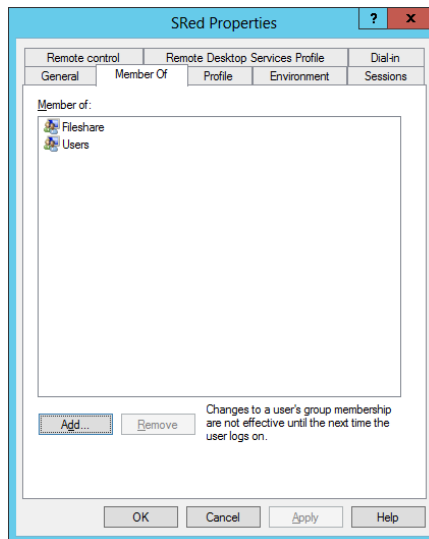 SRed Properties
? x
Remote control Remote Desktop Services Profile Dial-in
General Member Of Profile Environment Sessions
Member of:
Fileshare
Users
Add... Remove
Changes to a user's group membership
are not effective until the next time the
user logs on.
OK Cancel Apply Help